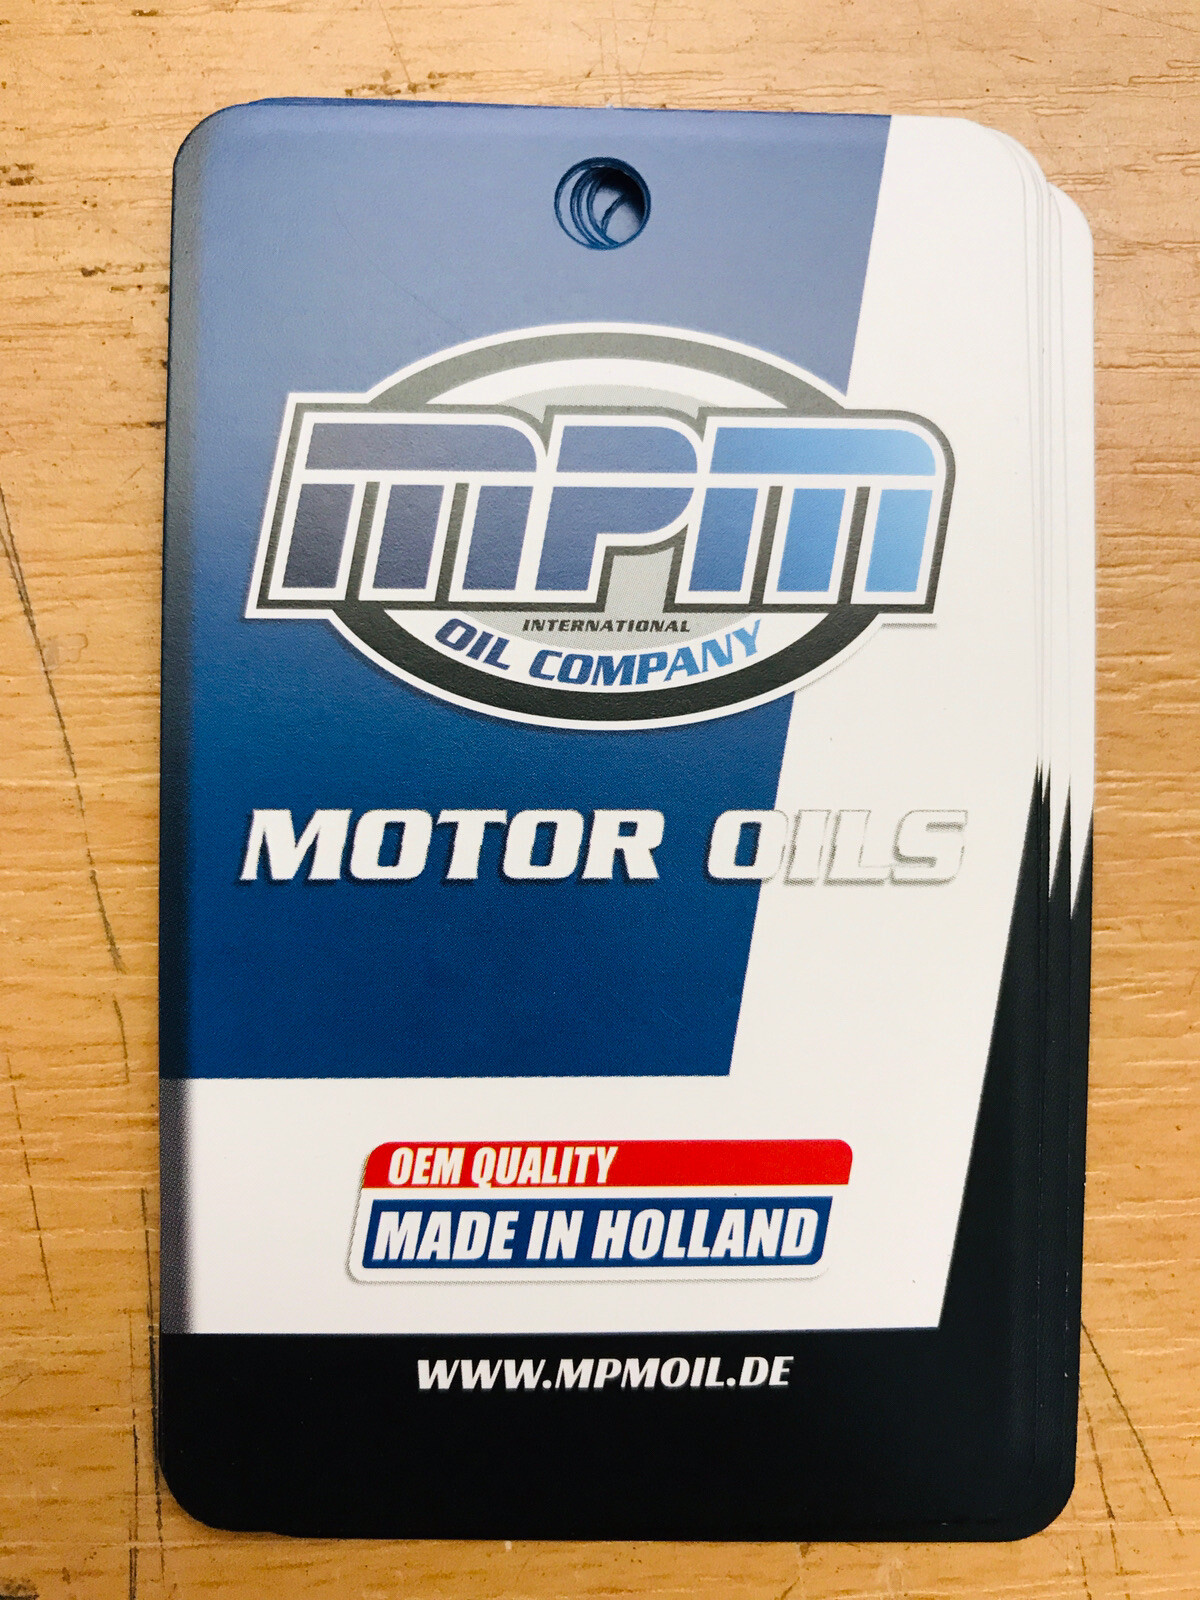 mpm
INTERNATIONAL
OIL COMPANY
MOTOR OILS
OEM QUALITY
MADE IN HOLLAND
WWW.MPMOIL.DE